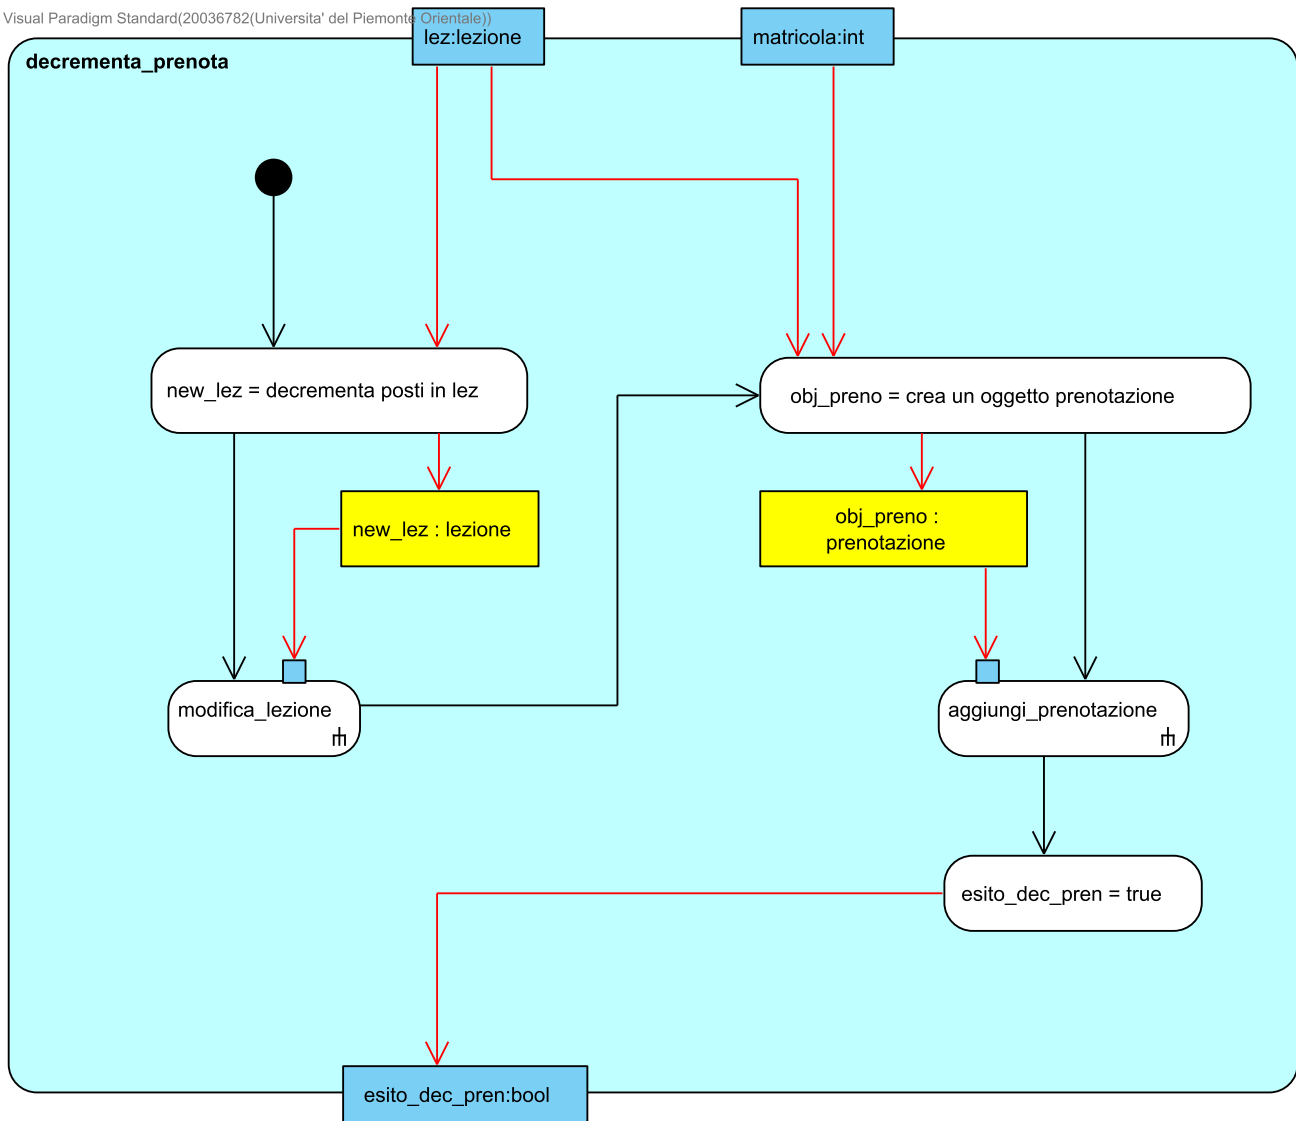 Visual Paradigm Standard(20036782(Universita' del Piemonte Orientale))
lez:lezione
matricola:int
decrementa_prenota
new_lez = decrementa posti in lez
obj_preno = crea un oggetto prenotazione
new_lez : lezione
obj_preno :
prenotazione
modifica_lezione
aggiungi_prenotazione
esito_dec_pren = true
esito_dec_pren:bool